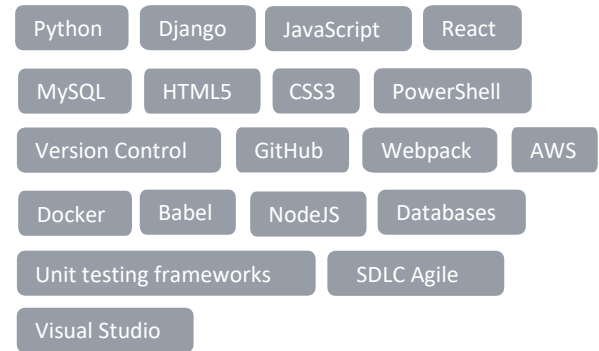 Python Django JavaScript React
MySQL HTML5 CSS3 PowerShell
Version Control GitHub Webpack AWS
Docker Babel NodeJS Databases
Unit testing frameworks SDLC Agile
Visual Studio